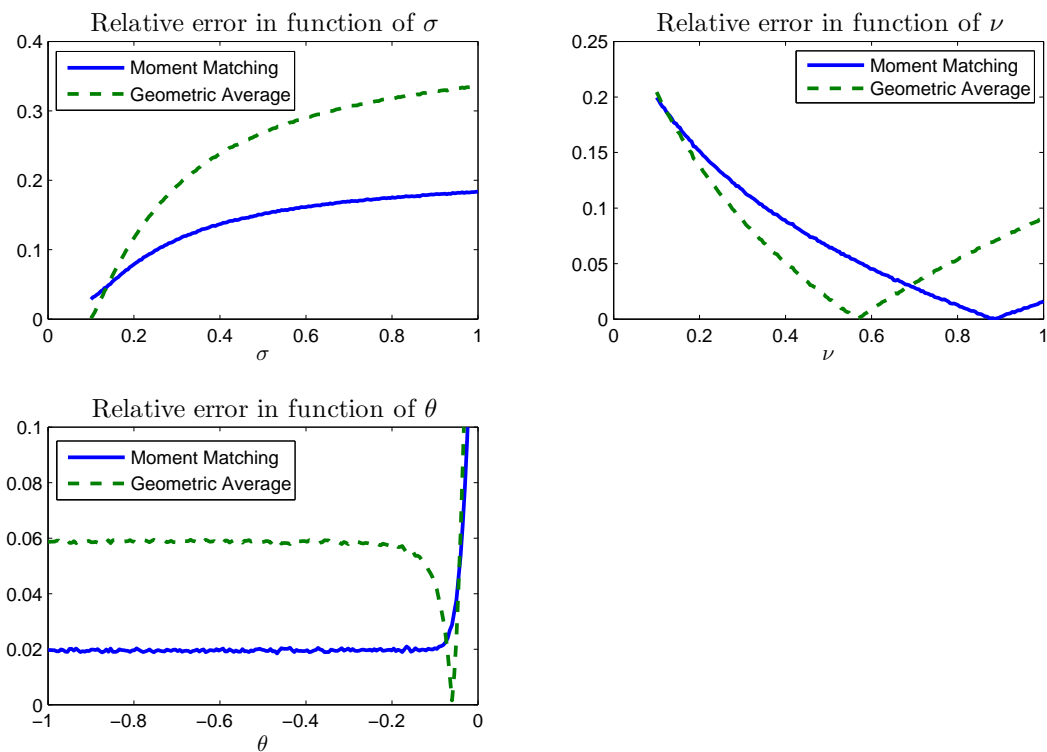 Relative error in function of σ
0.4
0.3
0.2
0.1
0
Moment Matching
Geometric Average
0 0.2 0.4 0.6 0.8 1
σ
Relative error in function of ν
0.25
0.2
0.15
0.1
0.05
0
Moment Matching
Geometric Average
0 0.2 0.4 0.6 0.8 1
ν
Relative error in function of θ
0.1
0.08
0.06
0.04
0.02
0
Moment Matching
Geometric Average
−1 −0.8 −0.6 −0.4 −0.2 0
θ